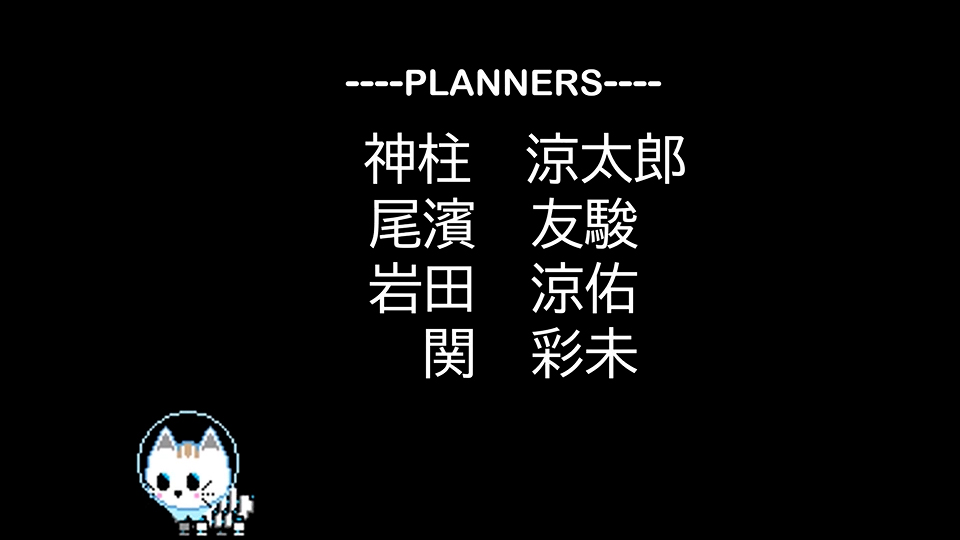 ----PLANNERS----
神柱　涼太郎
尾濱　友駿
岩田　涼佑
関　彩未